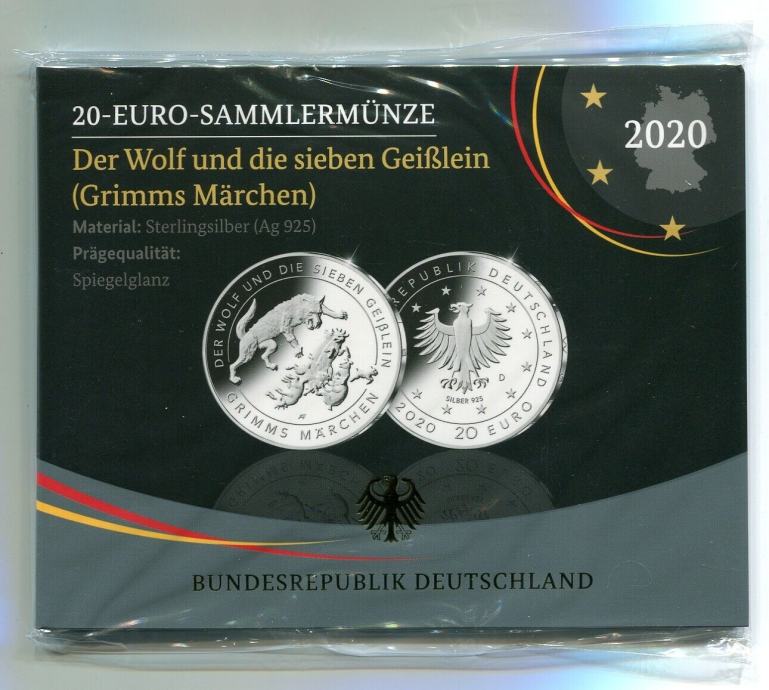 20-EURO-SAMMLERMÜNZE
Der Wolf und die sieben Geißlein
(Grimms Märchen)
Material: Sterlingsilber (Ag 925)
Prägequalität:
Spiegelglanz
2020
DER WOLF UND DIE SIEBEN GEIßLEIN
GRIMMS MÄRCHEN
REPUBLIK DEUTSCHLAND
D
SILBER 925
2020 20 EURO
BUNDESREPUBLIK DEUTSCHLAND